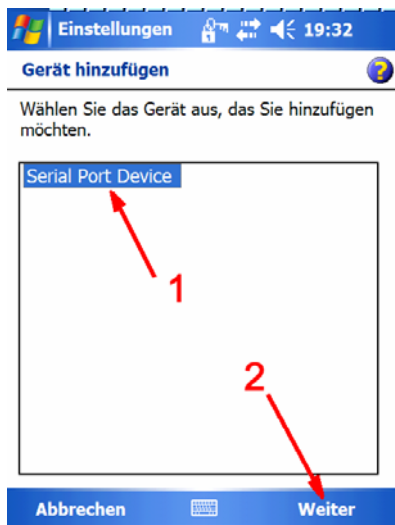 Einstellungen 19:32
Gerät hinzufügen ?
Wählen Sie das Gerät aus, das Sie hinzufügen
möchten.
Serial Port Device
1
2
Abbrechen Weiter